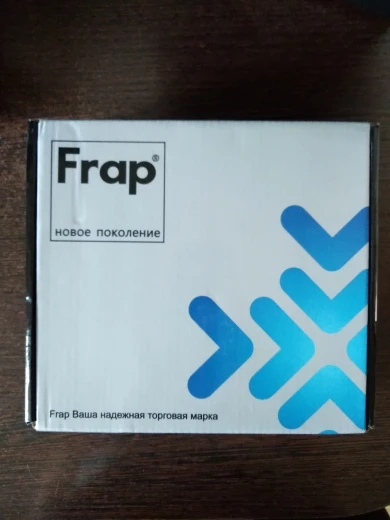 Frap®
новое поколение
Frap Ваша надежная торговая марка